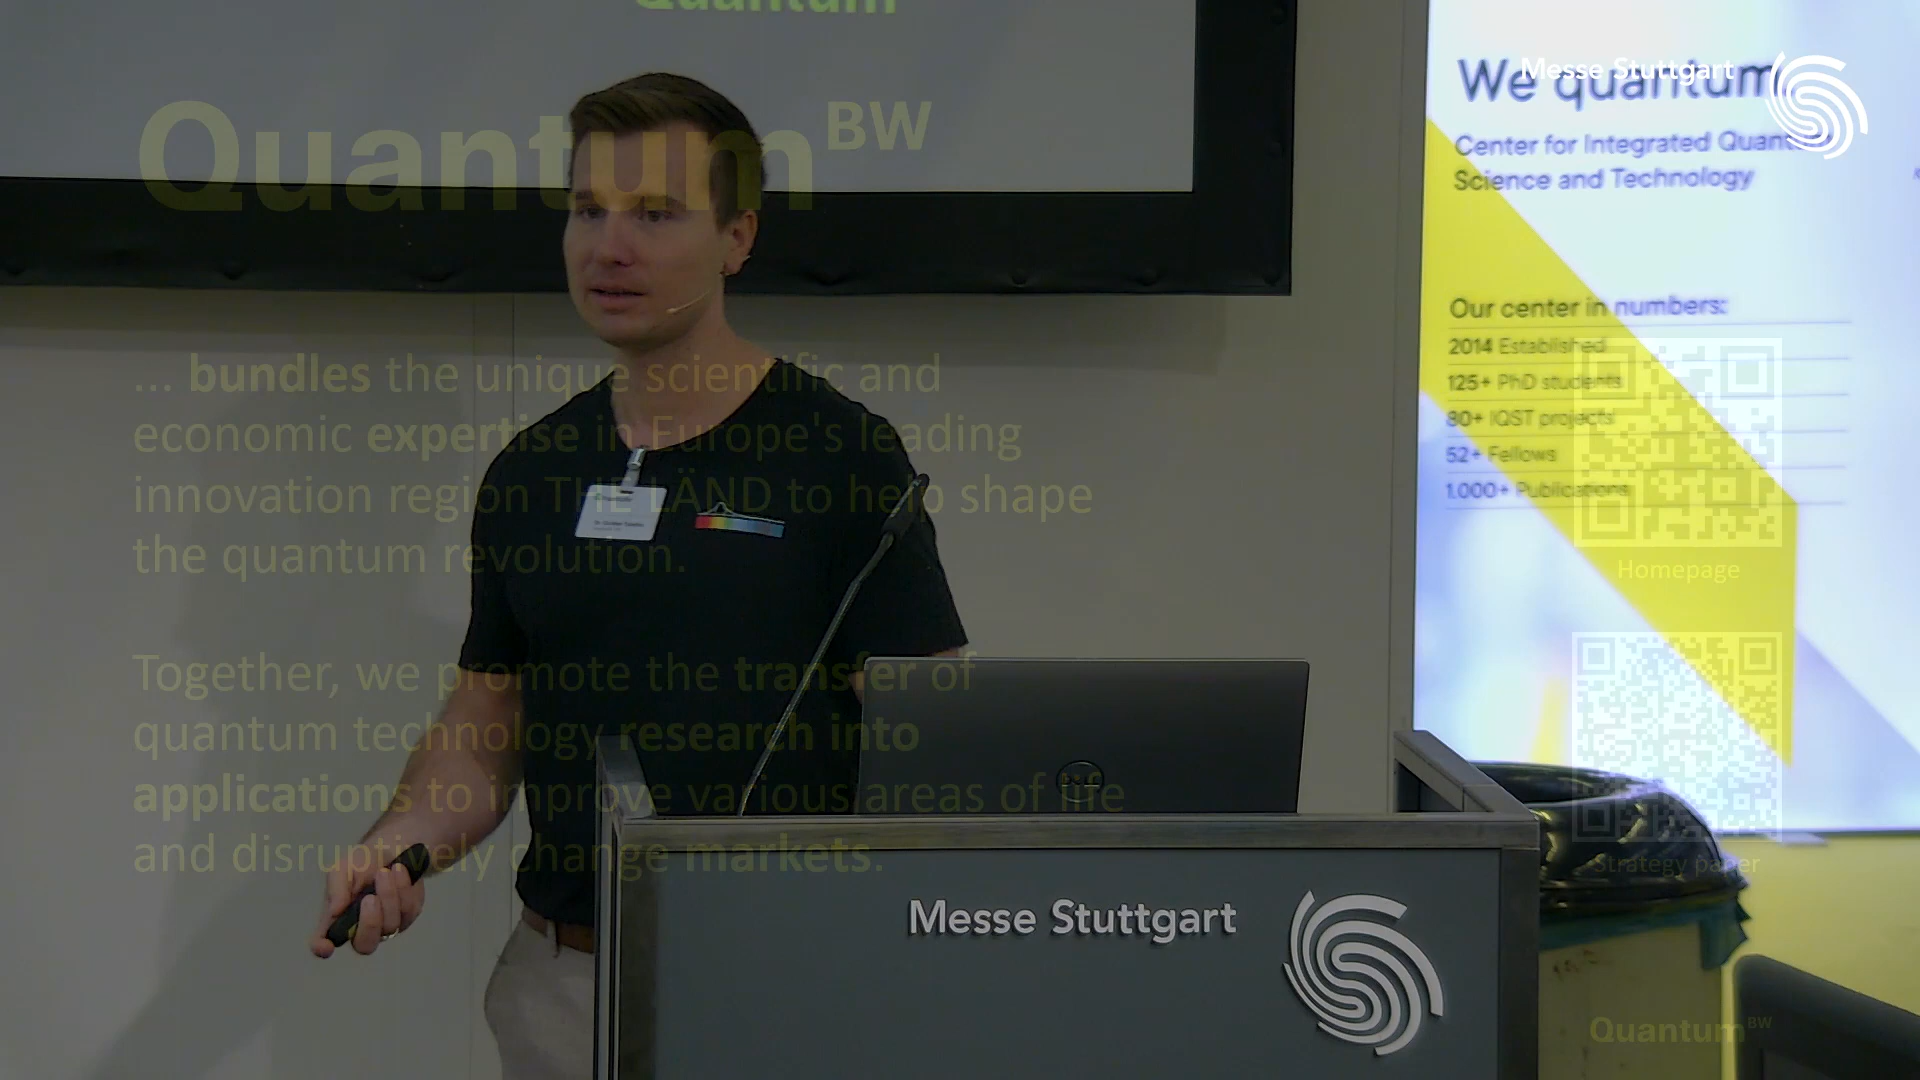 Quantum
Quantum BW
... bundles the unique scientific and
economic expertise in Europe's leading
innovation region THE LÄND to help shape
the quantum revolution.
Together, we promote the transfer of
quantum technology research into
applications to improve various areas of life
and disruptively change markets.
Messe Stuttgart
We quantum
Center for Integrated Quantum
Science and Technology
Our center in numbers:
2014 Established
125+ PhD students
80+ IQST projects
52+ Fellows
1.000+ Publications
Homepage
Strategy paper
DELL
Messe Stuttgart
Quantum BW